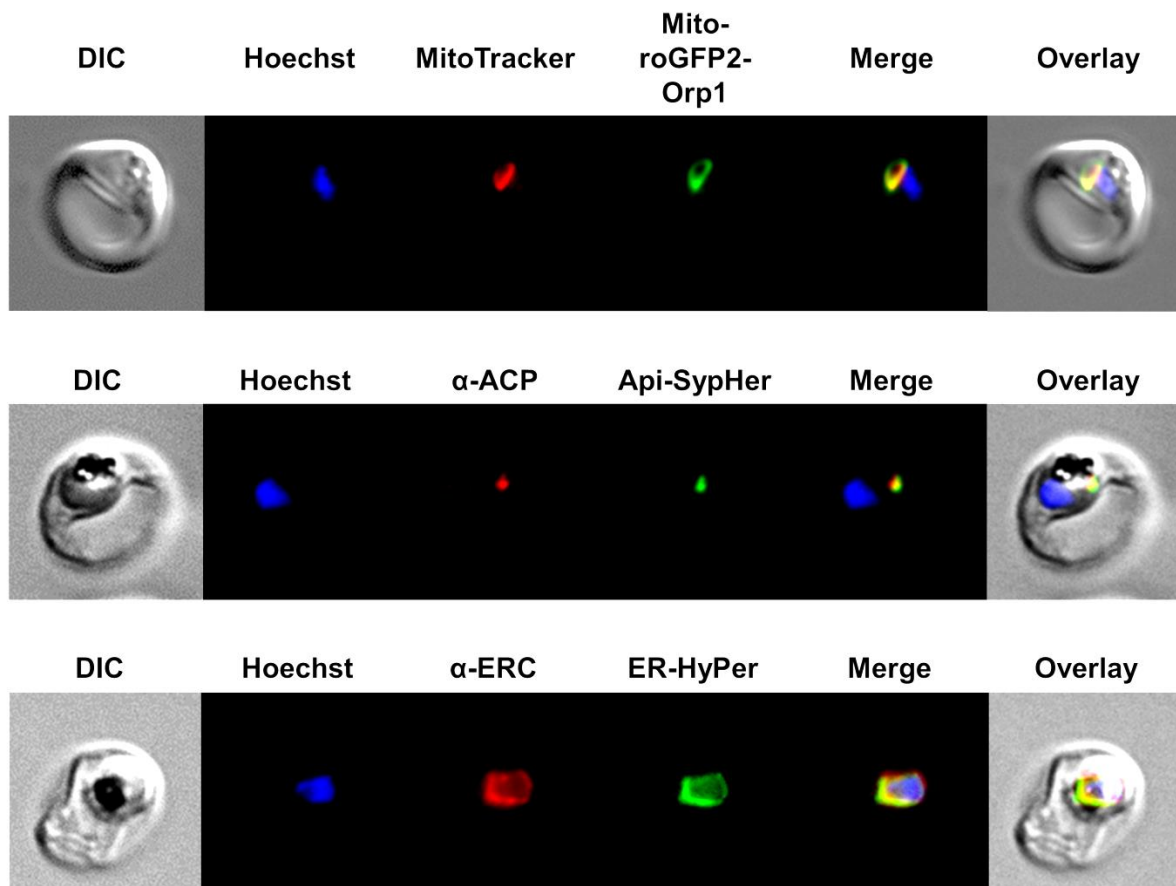 DIC Hoechst MitoTracker Mito-
roGFP2-
Orp1 Merge Overlay
DIC Hoechst α-ACP Api-SypHer Merge Overlay
DIC Hoechst α-ERC ER-HyPer Merge Overlay